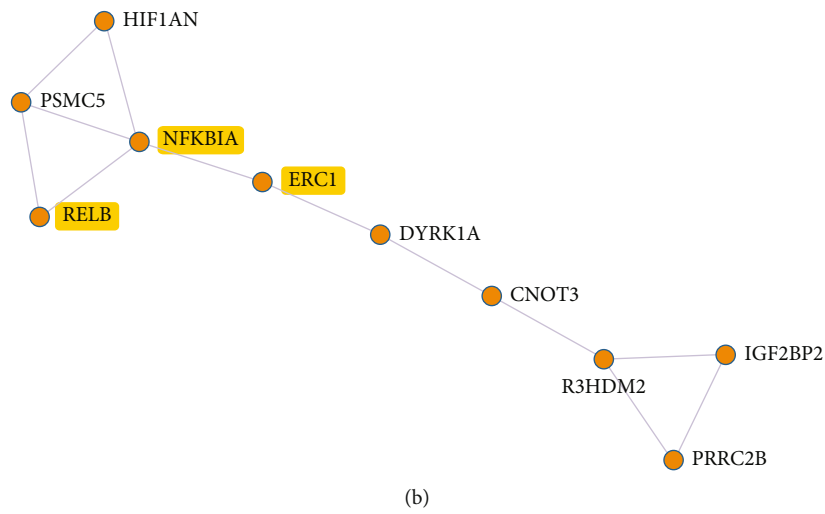 HIF1AN
PSMC5
NFKBIA
ERC1
RELB
DYRK1A
CNOT3
IGF2BP2
R3HDM2
PRRC2B
(b)